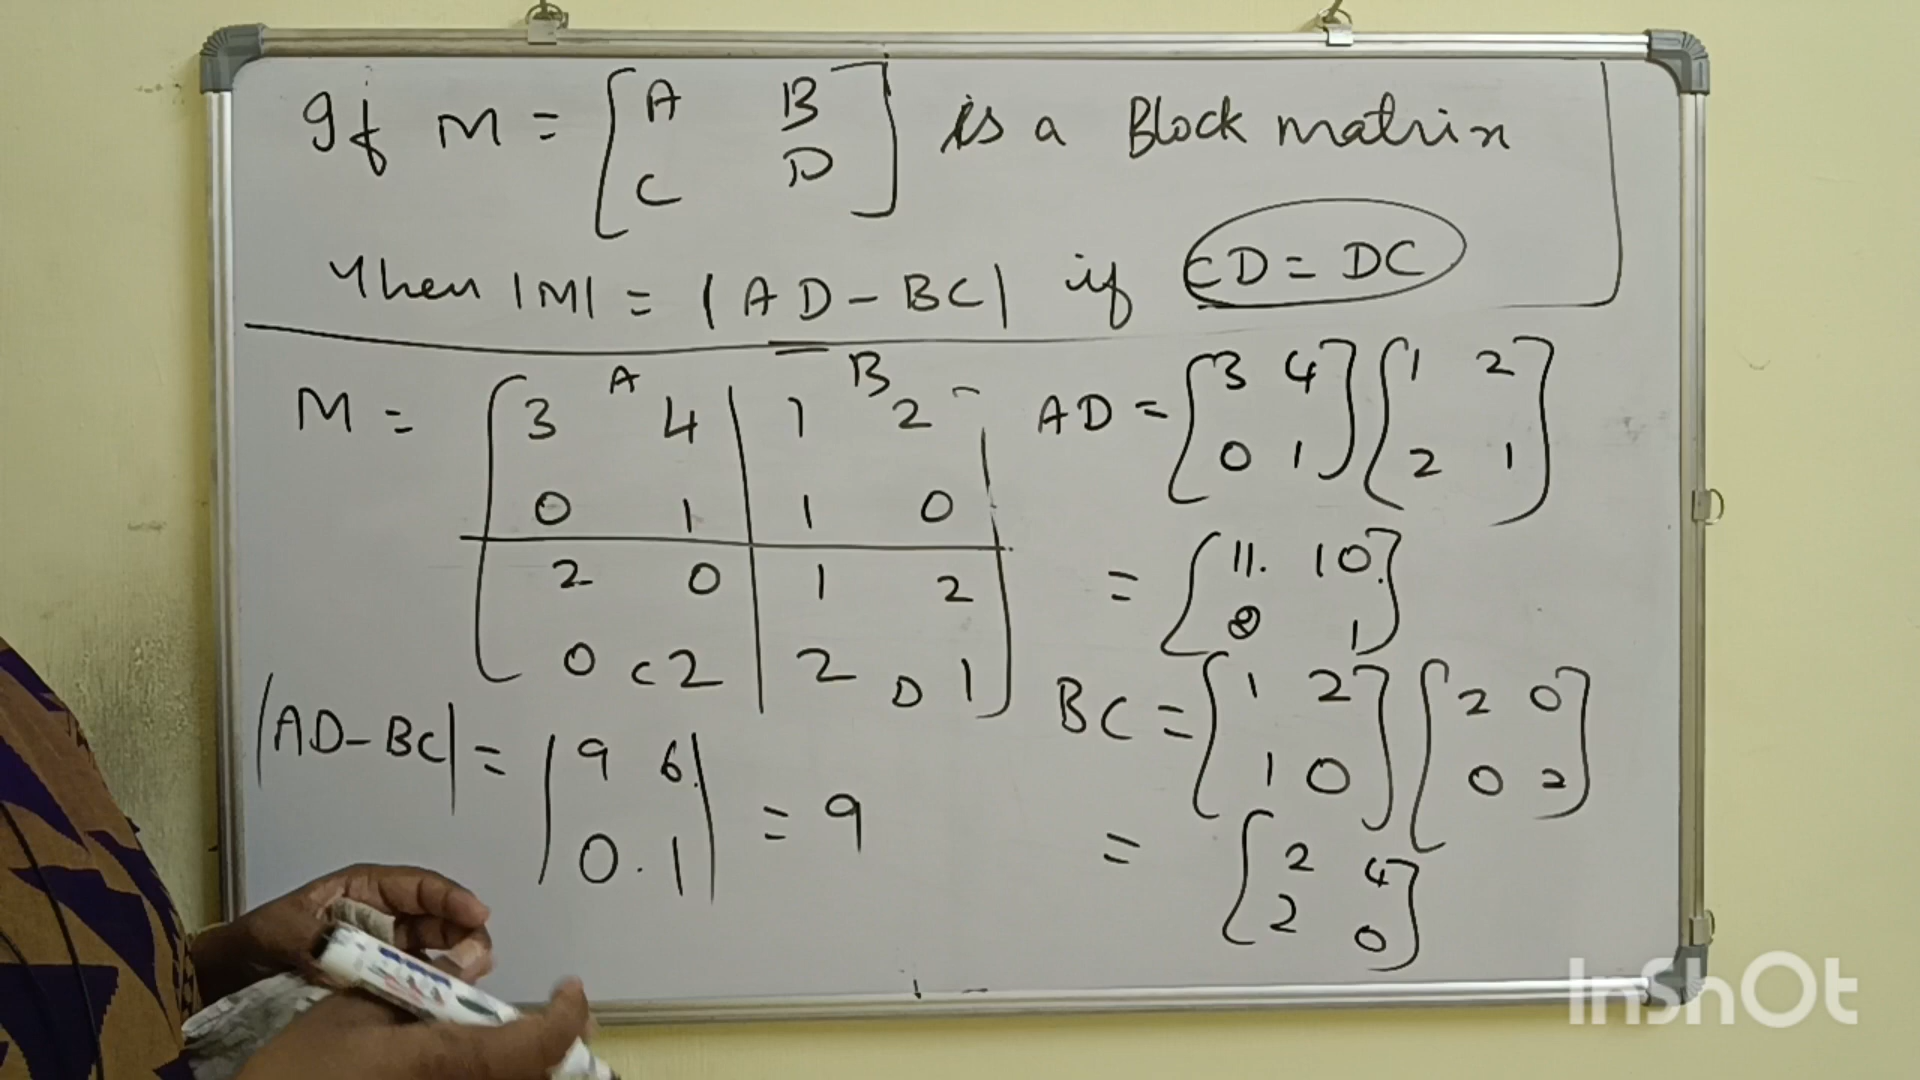 If M = [A B
C D] is a Block matrix
Then |M| = |AD - BC| if CD = DC
M = [3 A 4 | 1 B 2
0 1 | 1 0
2 0 | 1 2
0 C 2 | 2 D 1]
AD = [3 4
0 1] [1 2
2 1]
= [11. 10.
2 1]
BC = [1 2
1 0] [2 0
0 2]
= [2 4
2 0]
|AD - BC| = |9 6.
0. 1| = 9
InShOt